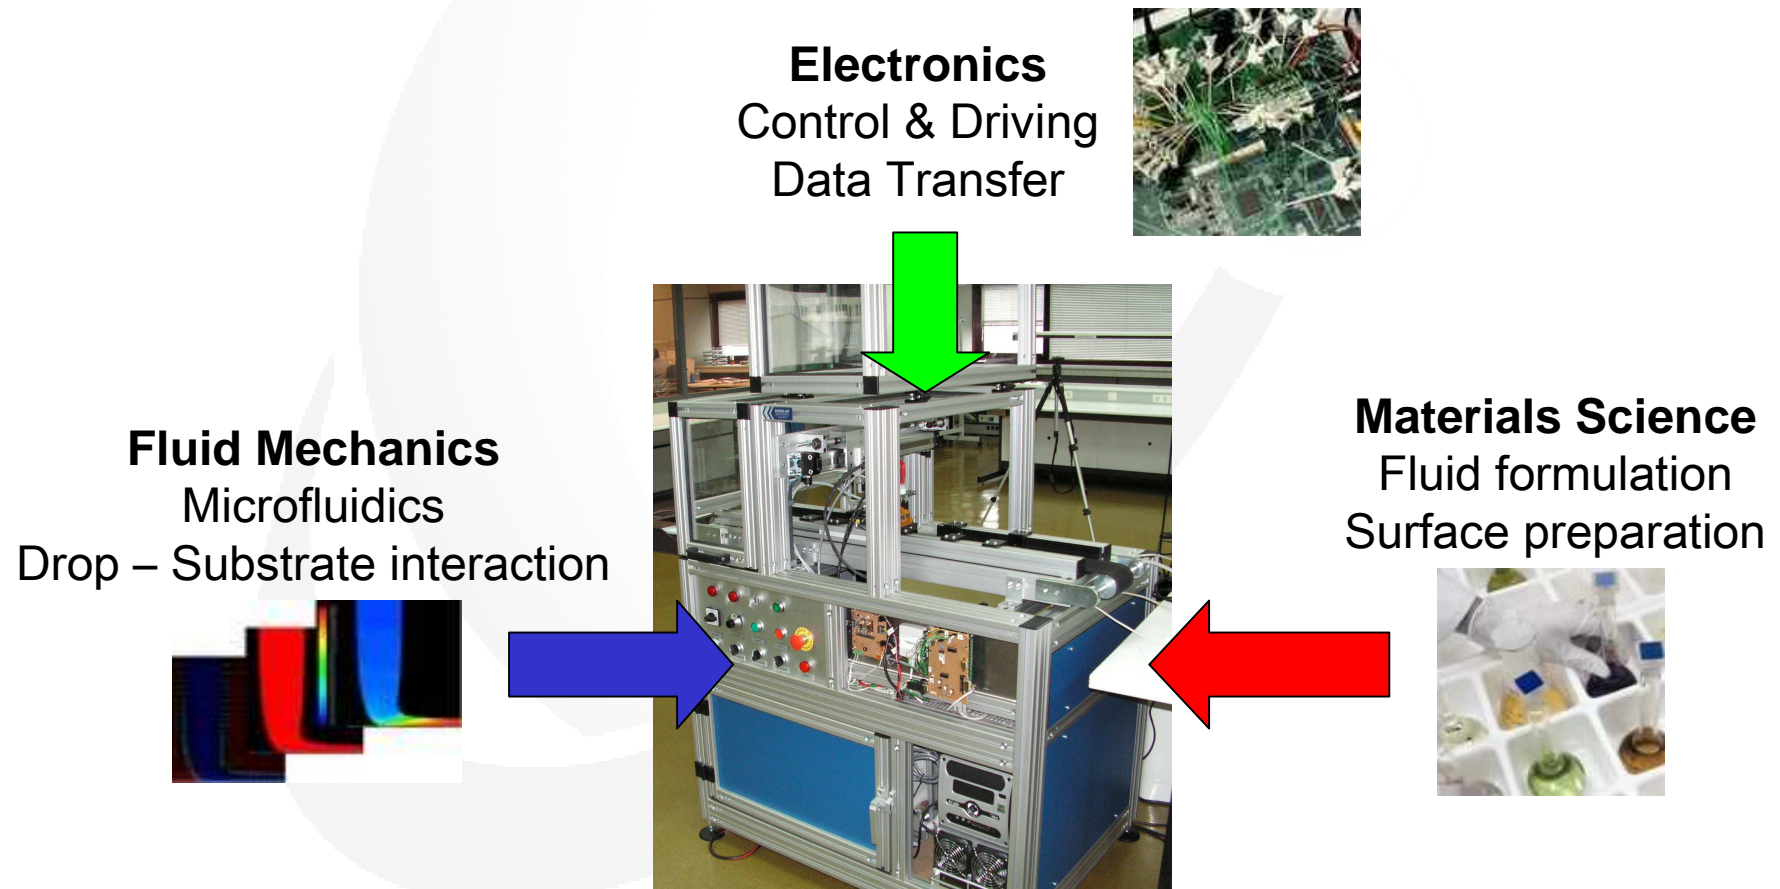 Electronics
Control & Driving
Data Transfer
Fluid Mechanics
Microfluidics
Drop – Substrate interaction
Materials Science
Fluid formulation
Surface preparation